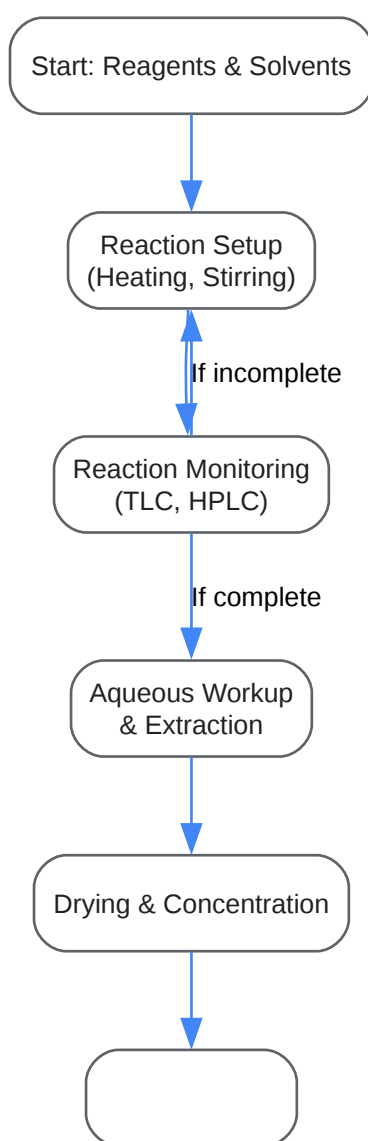 Start: Reagents & Solvents
Reaction Setup
(Heating, Stirring)
If incomplete
Reaction Monitoring
(TLC, HPLC)
If complete
Aqueous Workup
& Extraction
Drying & Concentration